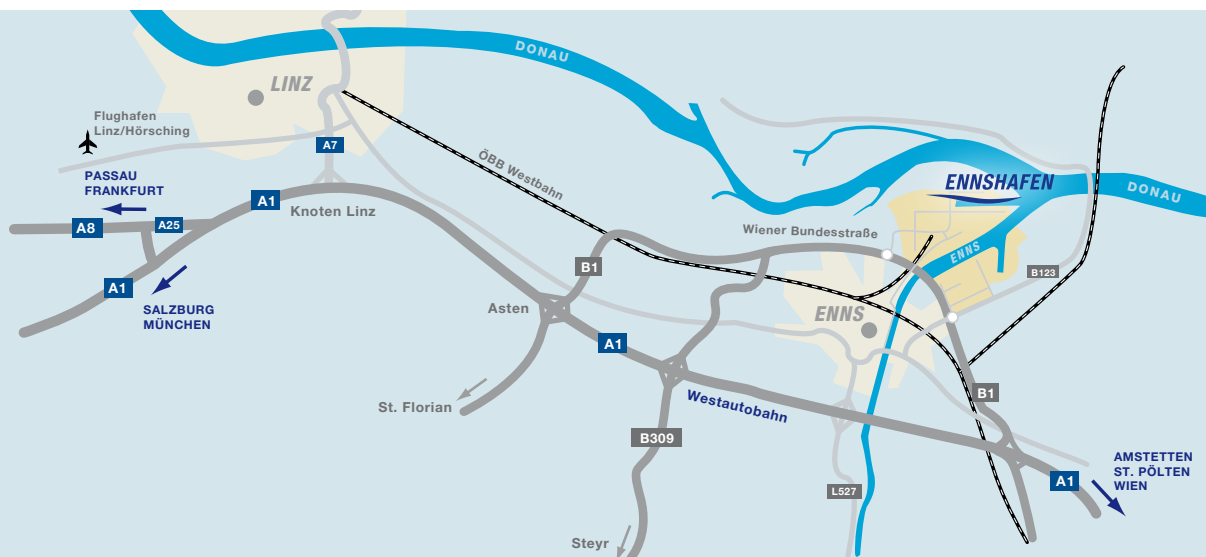 DONAU
LINZ
Flughafen
Linz/Hörsching
A7
ÖBB Westbahn
PASSAU
FRANKFURT
ENNSHAFEN
DONAU
A1
Knoten Linz
A8
A25
Wiener Bundesstraße
ENNS
B1
B123
A1
SALZBURG
MÜNCHEN
Asten
ENNS
A1
St. Florian
Westautobahn
B1
B309
AMSTETTEN
ST. PÖLTEN
WIEN
A1
L527
Steyr